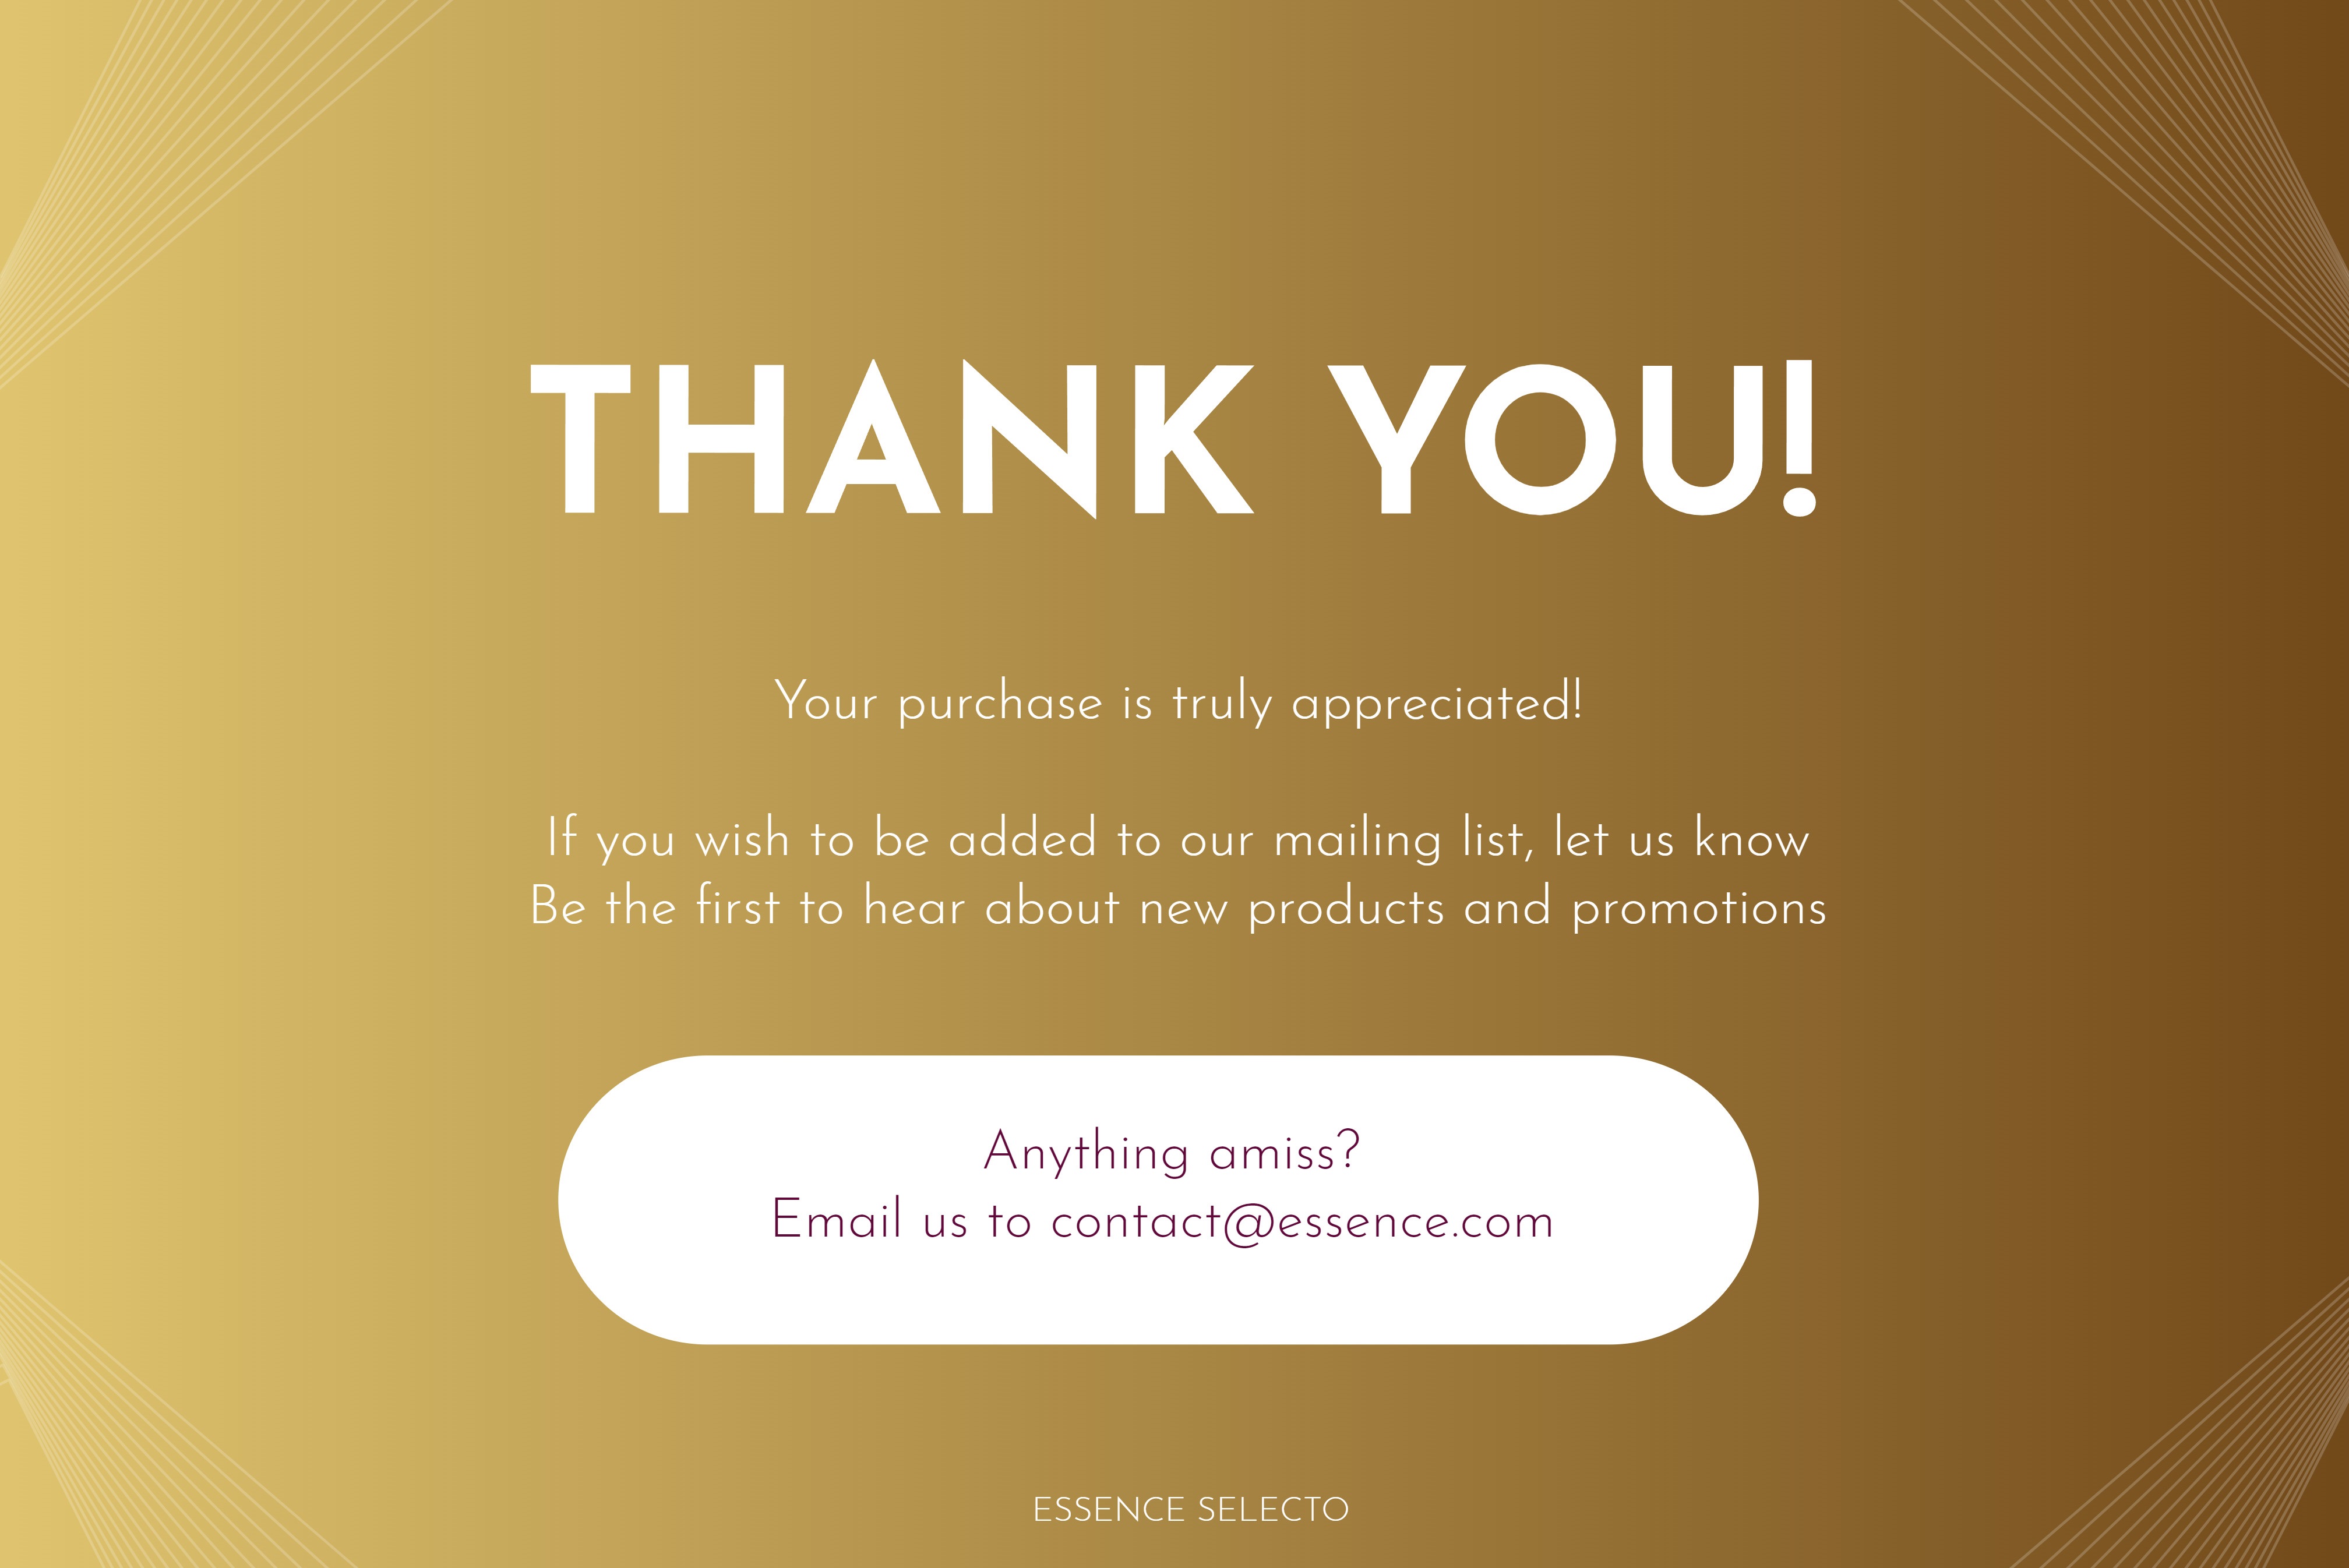 THANK YOU!
Your purchase is truly appreciated!
If you wish to be added to our mailing list, let us know
Be the first to hear about new products and promotions
Anything amiss?
Email us to contact@essence.com
ESSENCE SELECTO